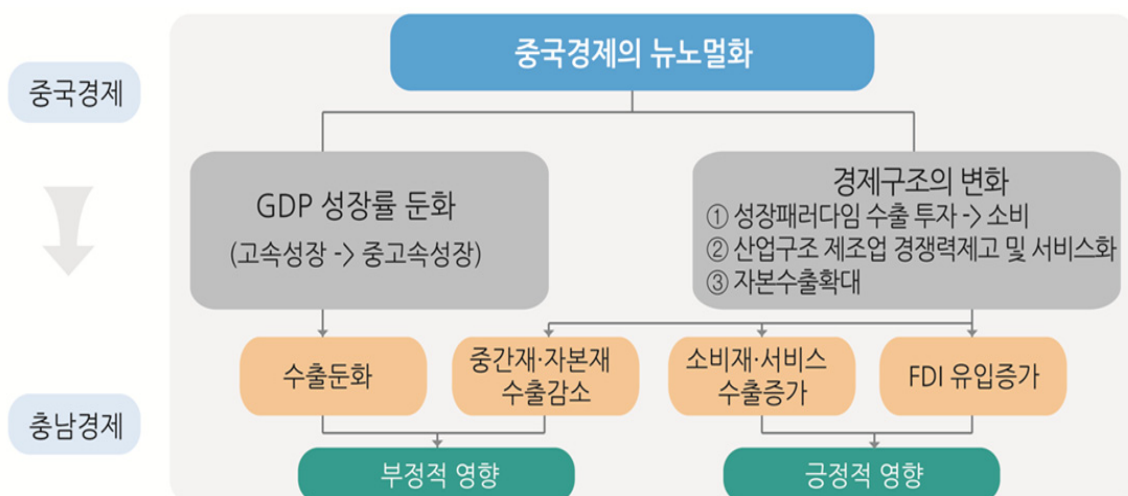 중국경제의 뉴노멀화
중국경제
GDP 성장률 둔화
(고속성장 -> 중고속성장)
경제구조의 변화
① 성장패러다임 수출 투자 -> 소비
② 산업구조 제조업 경쟁력제고 및 서비스화
③ 자본수출확대
수출둔화
중간재·자본재
수출감소
소비재·서비스
수출증가
FDI 유입증가
충남경제
부정적 영향
긍정적 영향